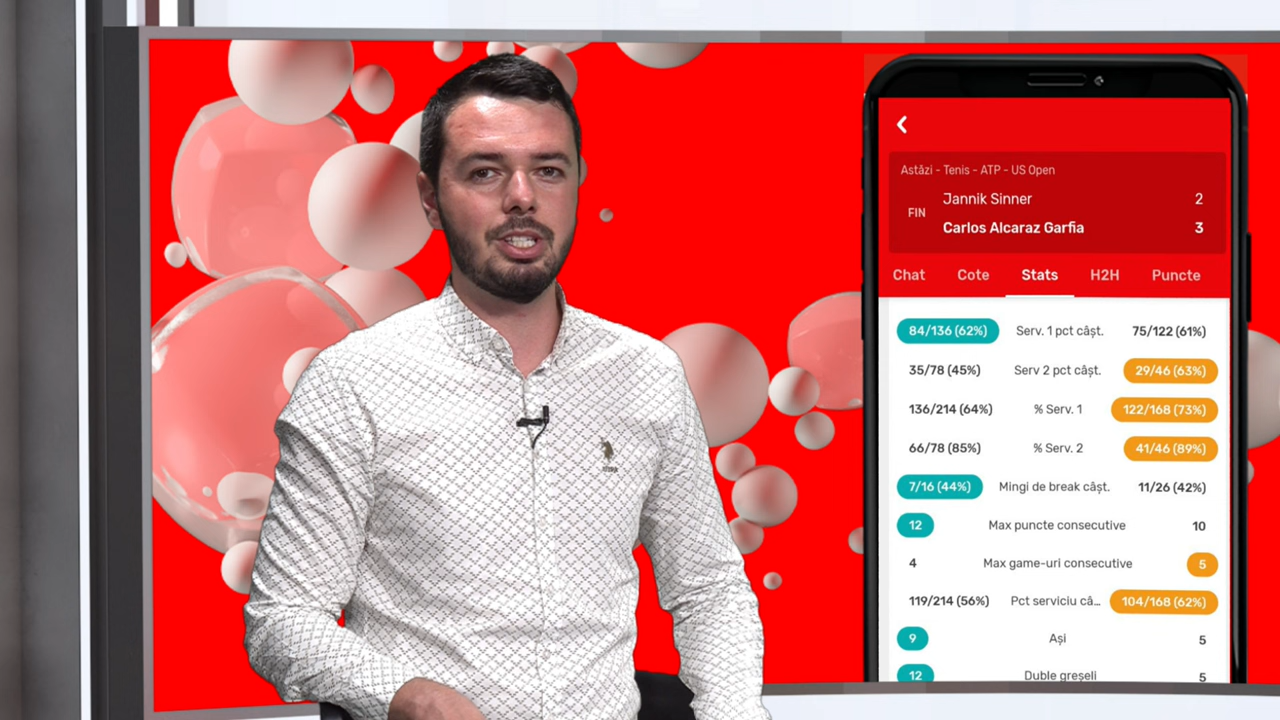 Astăzi - Tenis - ATP - US Open
Jannik Sinner 2
FIN
Carlos Alcaraz Garfia 3
Chat Cote Stats H2H Puncte
84/136 (62%) Serv. 1 pct câșt. 75/122 (61%)
35/78 (45%) Serv 2 pct câșt. 29/46 (63%)
136/214 (64%) % Serv. 1 122/168 (73%)
66/78 (85%) % Serv. 2 41/46 (89%)
7/16 (44%) Mingi de break câșt. 11/26 (42%)
12 Max puncte consecutive 10
4 Max game-uri consecutive 5
119/214 (56%) Pct serviciu câ... 104/168 (62%)
9 Ași 5
12 Duble greșeli 5